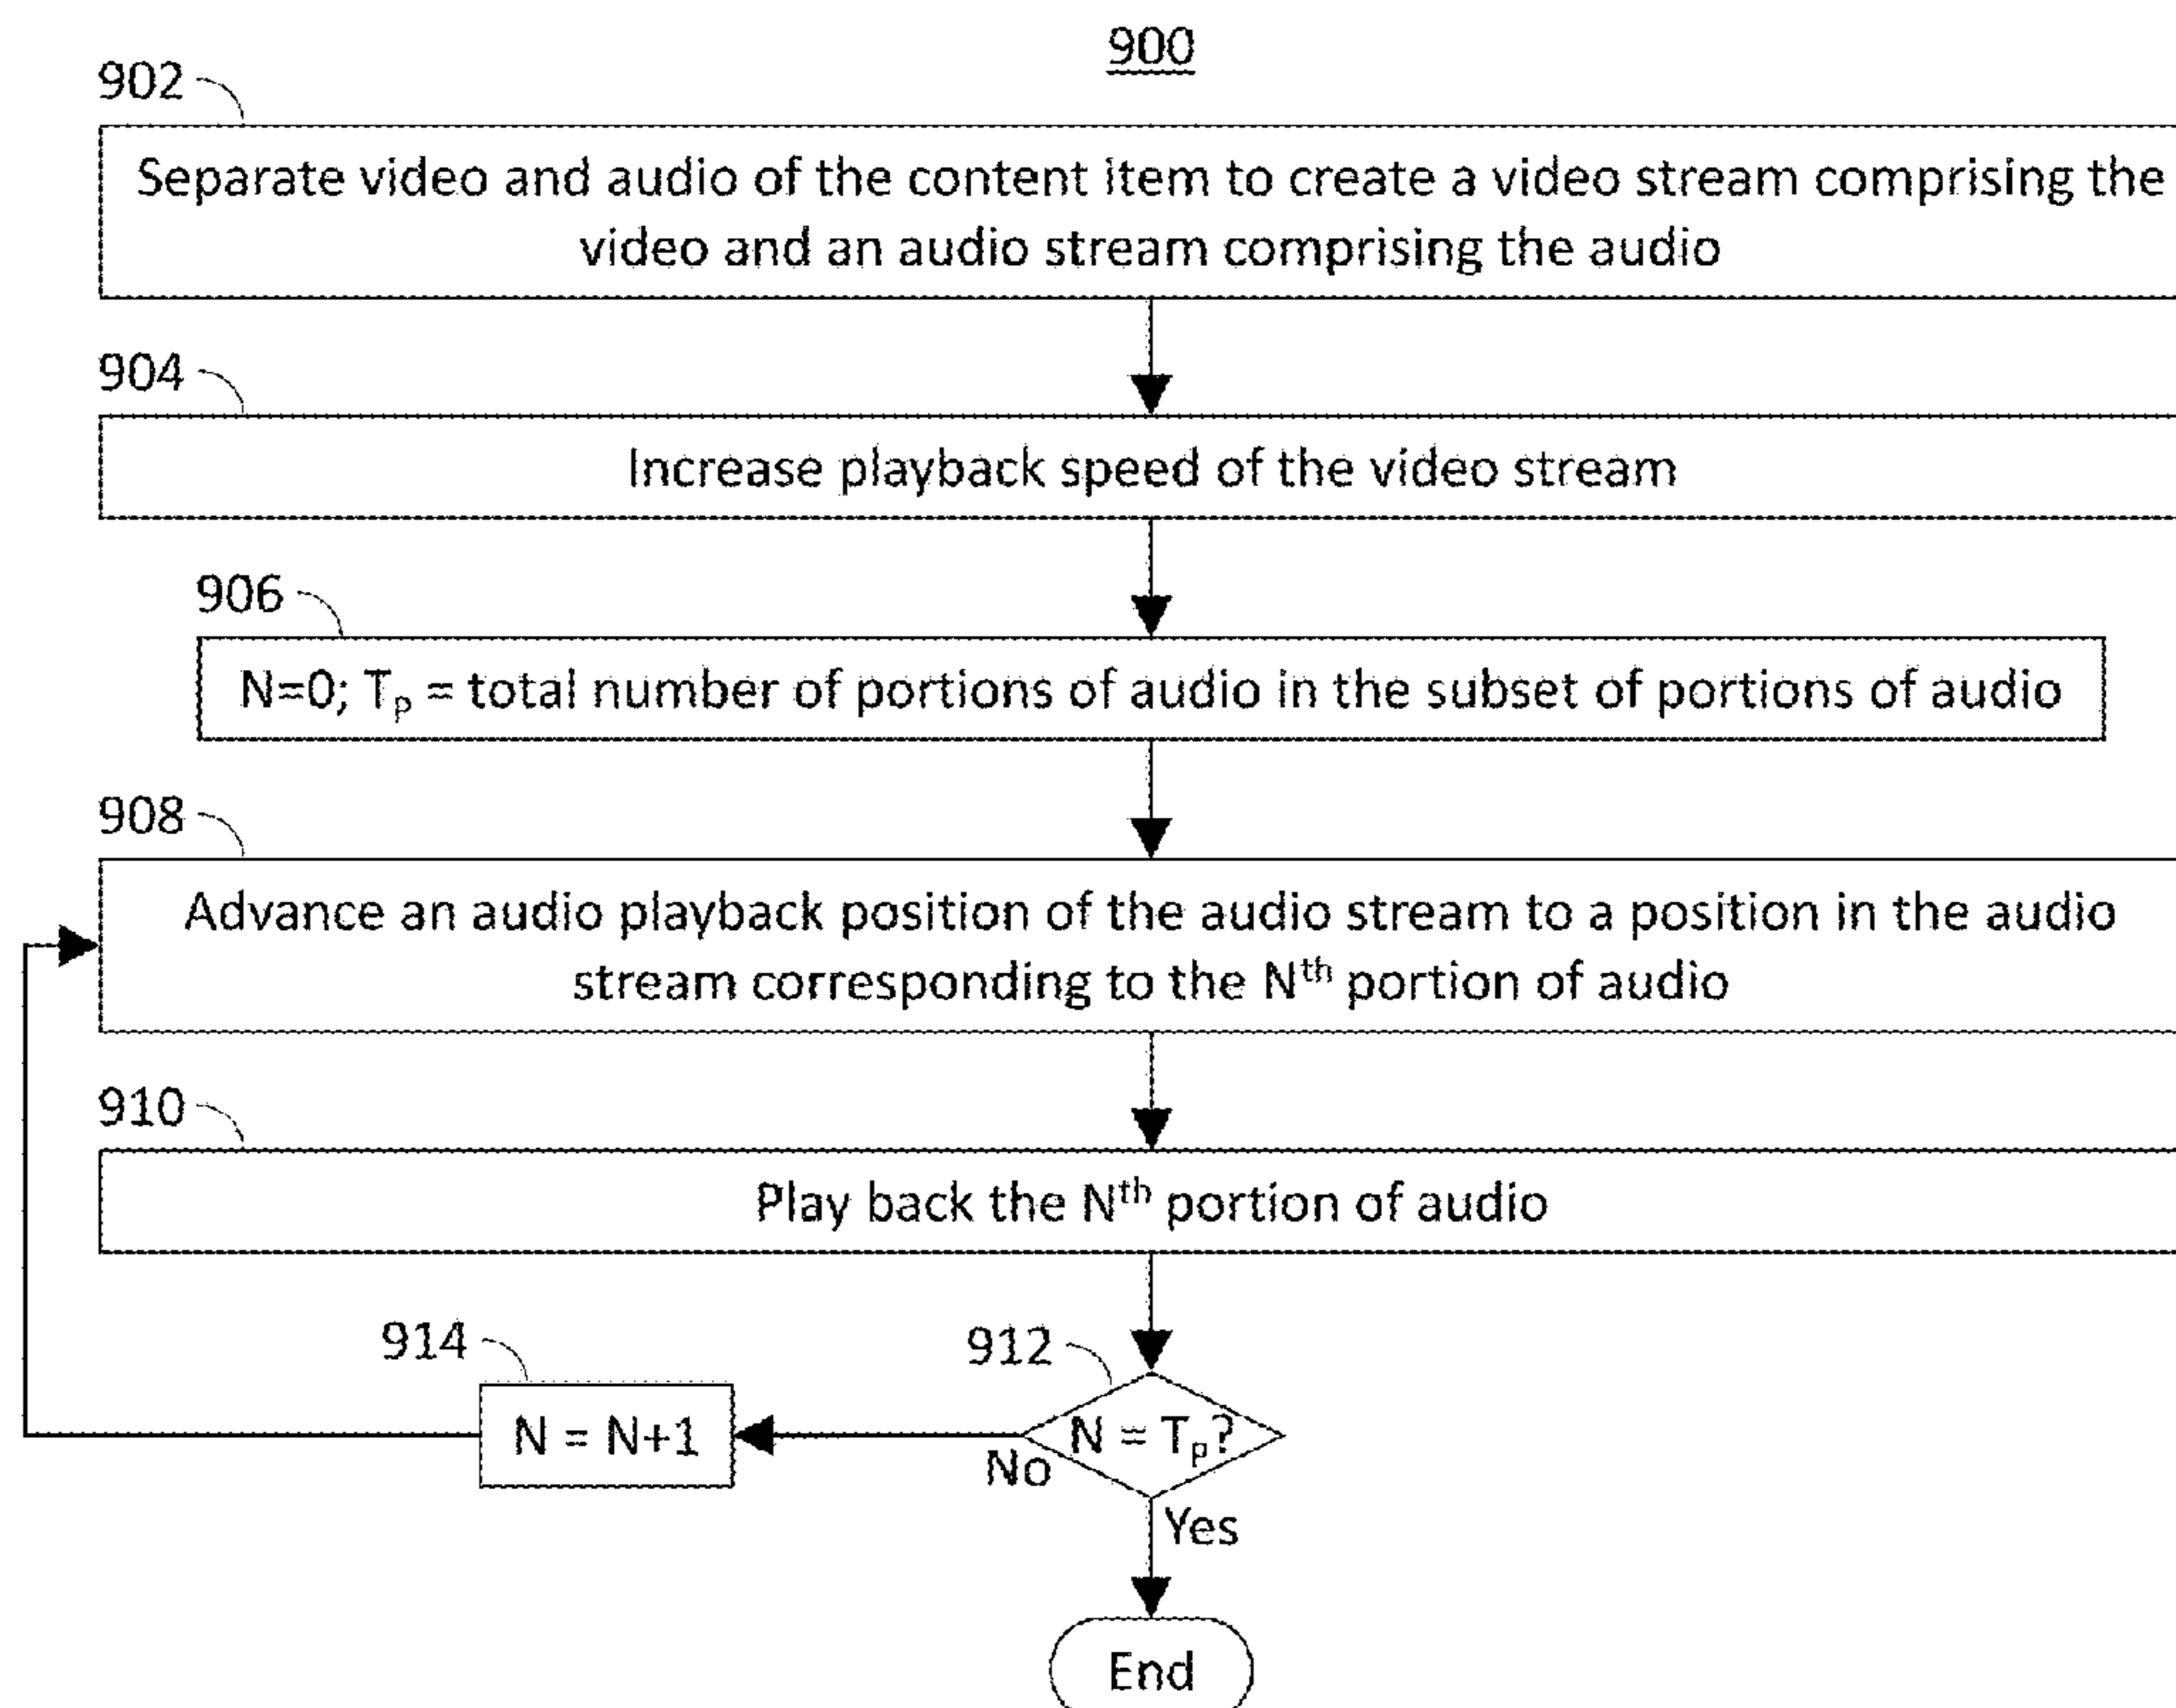 900
902
Separate video and audio of the content item to create a video stream comprising the
video and an audio stream comprising the audio
904
Increase playback speed of the video stream
906
N=0; Tₚ = total number of portions of audio in the subset of portions of audio
908
Advance an audio playback position of the audio stream to a position in the audio
stream corresponding to the Nᵗʰ portion of audio
910
Play back the Nᵗʰ portion of audio
914
912
N = N+1
N = Tₚ?
No
Yes
End